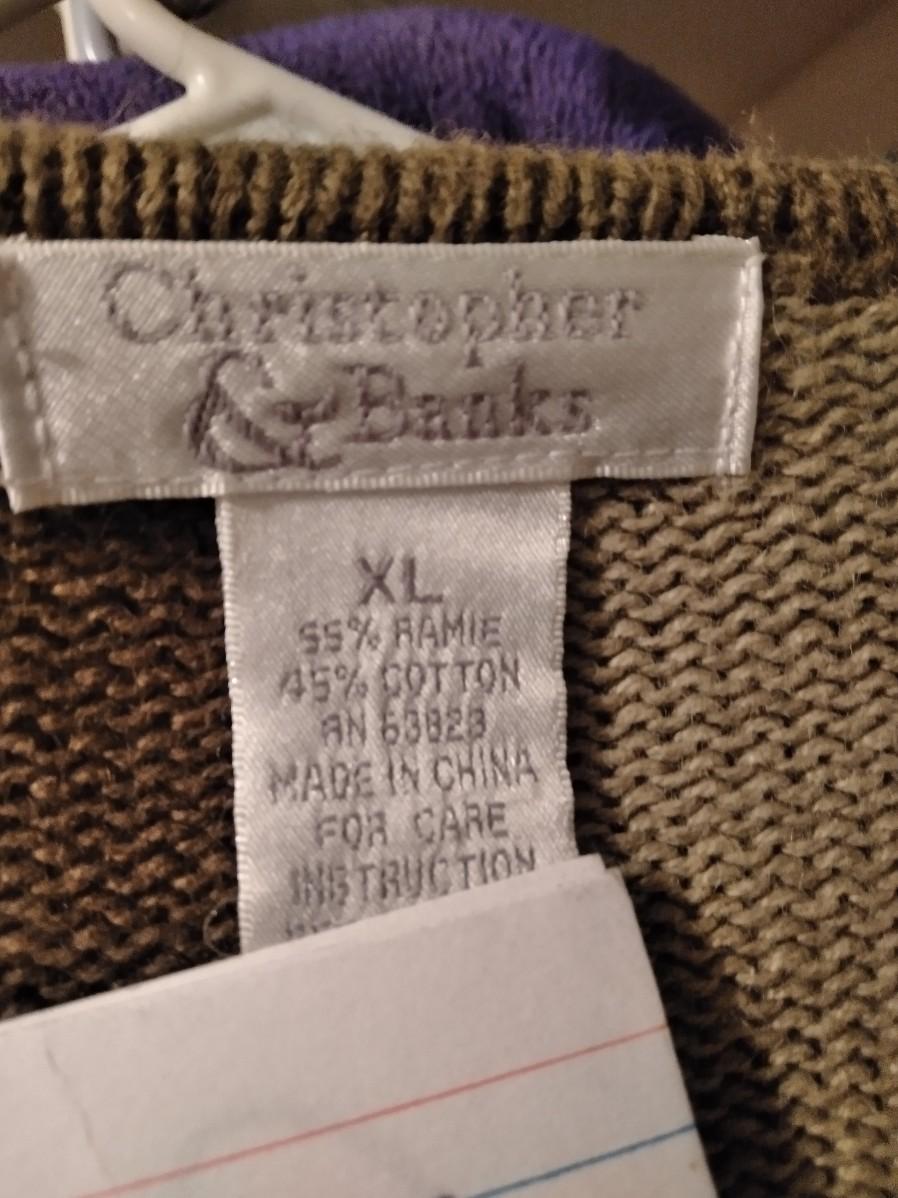 Christopher
& Banks
XL
55% RAMIE
45% COTTON
RN 63823
MADE IN CHINA
FOR CARE
INSTRUCTION